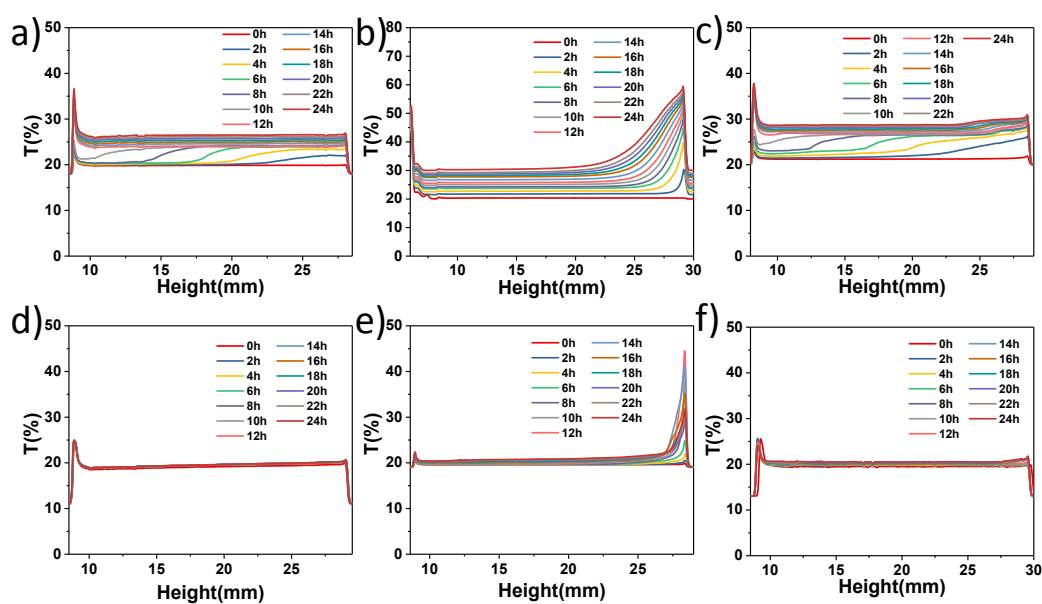 a)
50
40
30
20
10
0
T(%)
10 15 20 25
Height(mm)
0h 14h
2h 16h
4h 18h
6h 20h
8h 22h
10h 24h
12h
b)
80
70
60
50
40
30
20
10
0
T(%)
10 15 20 25 30
Height(mm)
0h 14h
2h 16h
4h 18h
6h 20h
8h 22h
10h 24h
12h
c)
50
40
30
20
10
0
T(%)
10 15 20 25
Height(mm)
0h 12h 24h
2h 14h
4h 16h
6h 18h
8h 20h
10h 22h
d)
50
40
30
20
10
0
T(%)
10 15 20 25
Height(mm)
0h 14h
2h 16h
4h 18h
6h 20h
8h 22h
10h 24h
12h
e)
50
40
30
20
10
0
T(%)
10 15 20 25
Height(mm)
0h 14h
2h 16h
4h 18h
6h 20h
8h 22h
10h 24h
12h
f)
50
40
30
20
10
0
T(%)
10 15 20 25 30
Height(mm)
0h 14h
2h 16h
4h 18h
6h 20h
8h 22h
10h 24h
12h